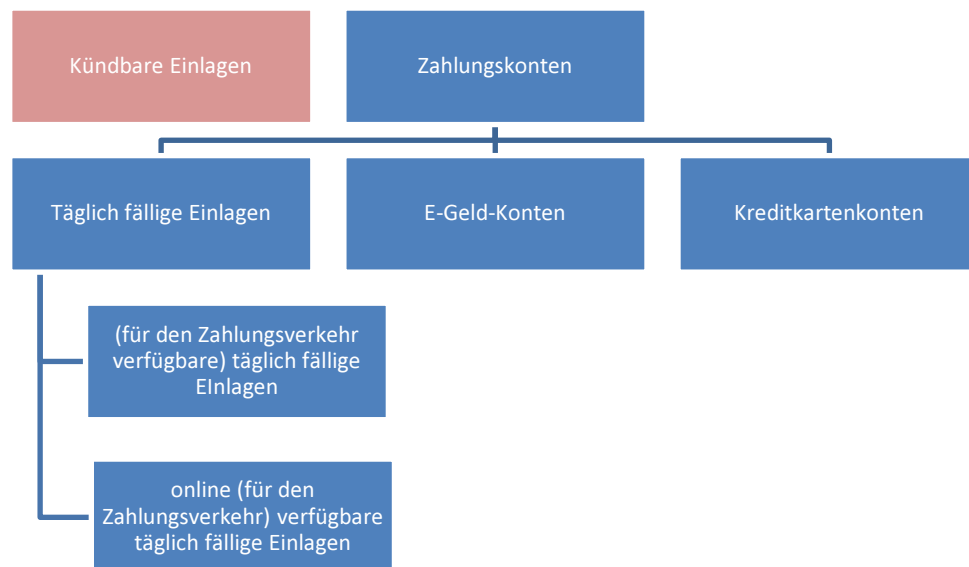 Kündbare Einlagen
Zahlungskonten
Täglich fällige Einlagen
E-Geld-Konten
Kreditkartenkonten
(für den Zahlungsverkehr
verfügbare) täglich fällige
EInlagen
online (für den
Zahlungsverkehr) verfügbare
täglich fällige Einlagen